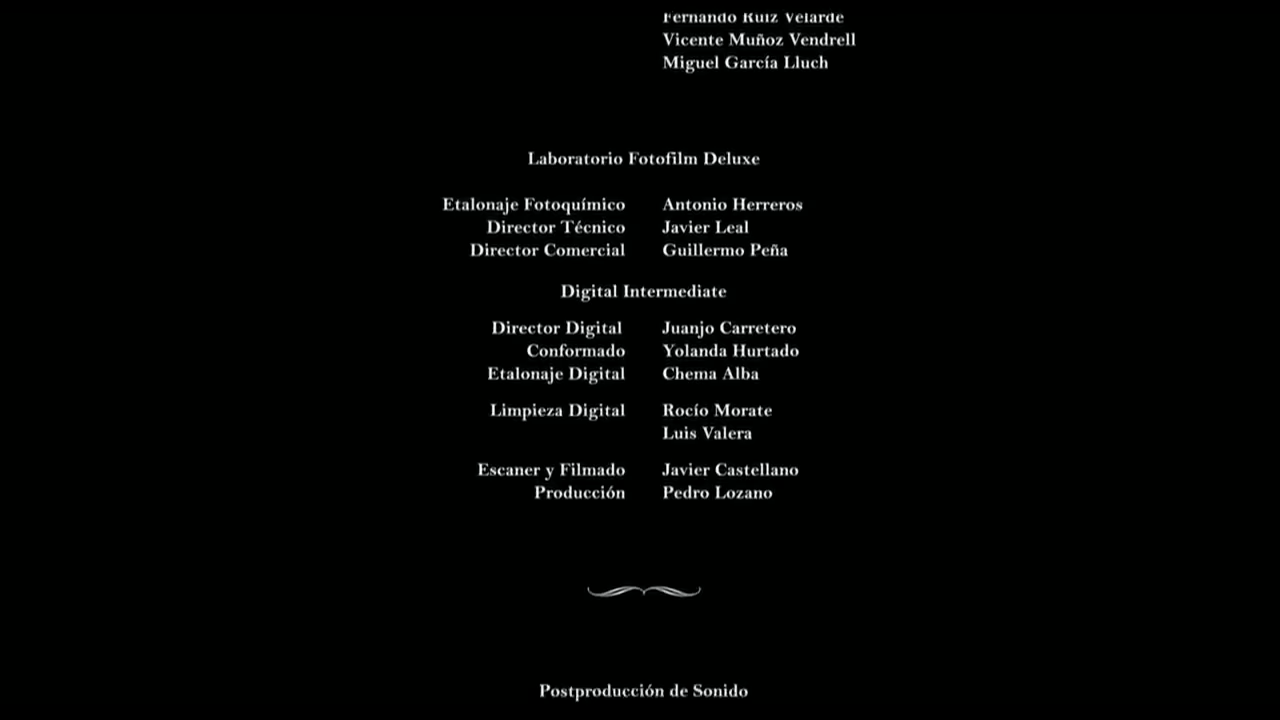 Fernando Ruiz Velarde
Vicente Muñoz Vendrell
Miguel García Lluch
Laboratorio Fotofilm Deluxe
Etalonaje Fotoquímico Antonio Herreros
Director Técnico Javier Leal
Director Comercial Guillermo Peña
Digital Intermediate
Director Digital Juanjo Carretero
Conformado Yolanda Hurtado
Etalonaje Digital Chema Alba
Limpieza Digital Rocío Morate
Luis Valera
Escaner y Filmado Javier Castellano
Producción Pedro Lozano
Postproducción de Sonido